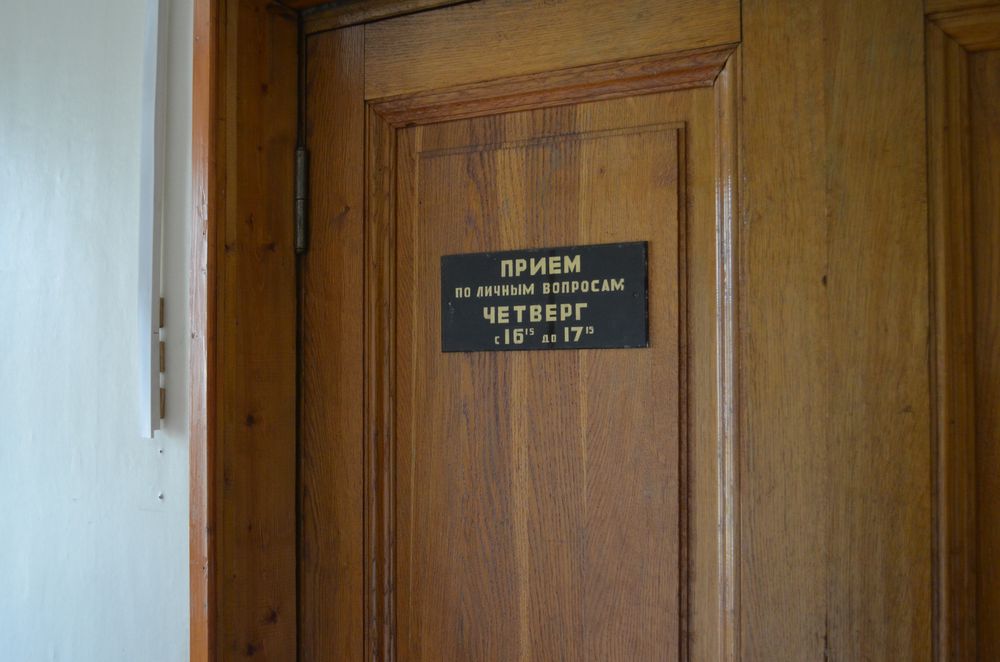 ПРИЕМ
ПО ЛИЧНЫМ ВОПРОСАМ
ЧЕТВЕРГ
С 16¹⁵ ДО 17¹⁵